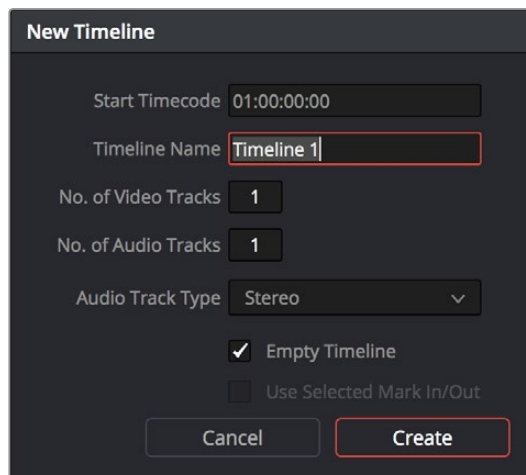 New Timeline
Start Timecode 01:00:00:00
Timeline Name Timeline 1
No. of Video Tracks 1
No. of Audio Tracks 1
Audio Track Type Stereo
Empty Timeline
Use Selected Mark In/Out
Cancel Create